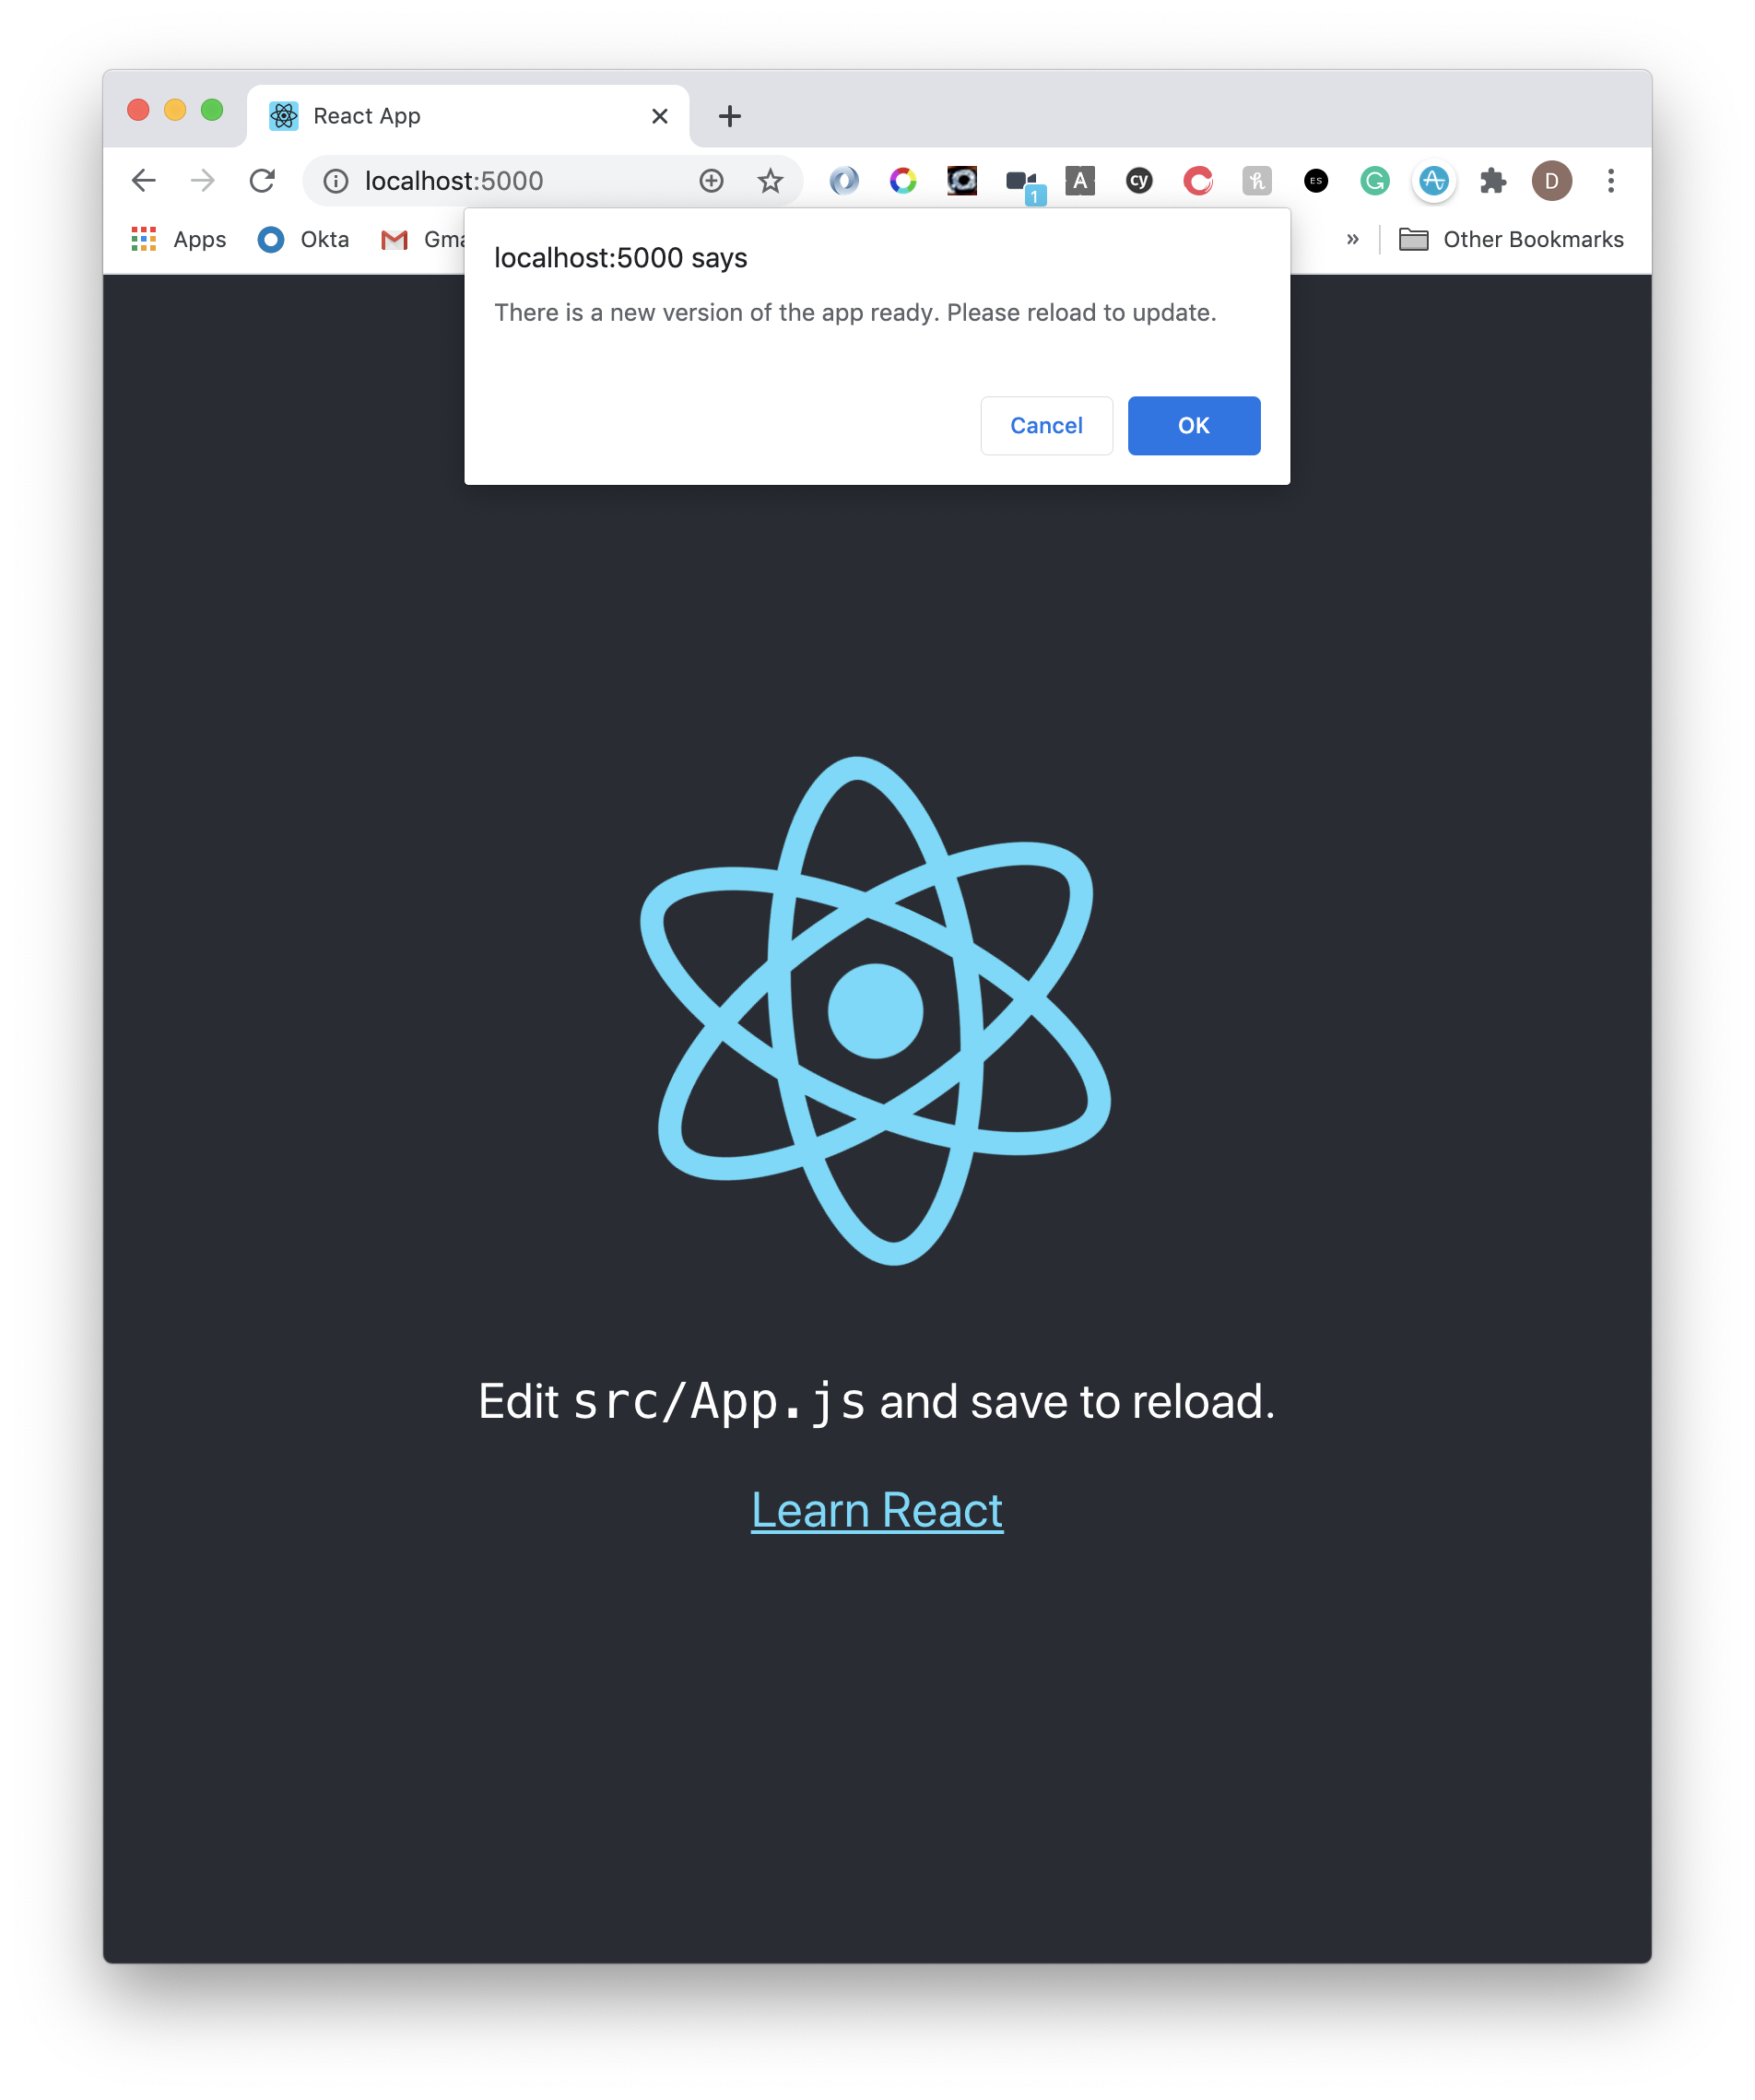 React App
localhost:5000
1
A
cy
h
ES
G
D
Apps
Okta
Gma
»
Other Bookmarks
localhost:5000 says
There is a new version of the app ready. Please reload to update.
Cancel
OK
Edit src/App.js and save to reload.
Learn React